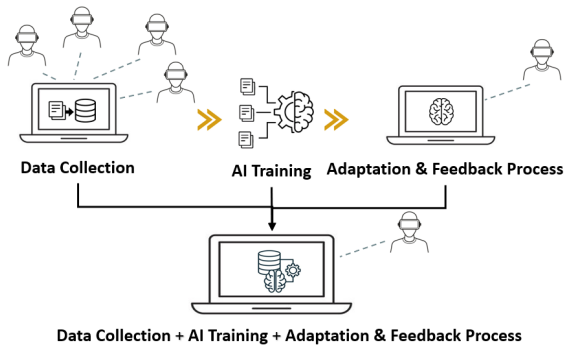 Data Collection
AI Training
Adaptation & Feedback Process
Data Collection + AI Training + Adaptation & Feedback Process